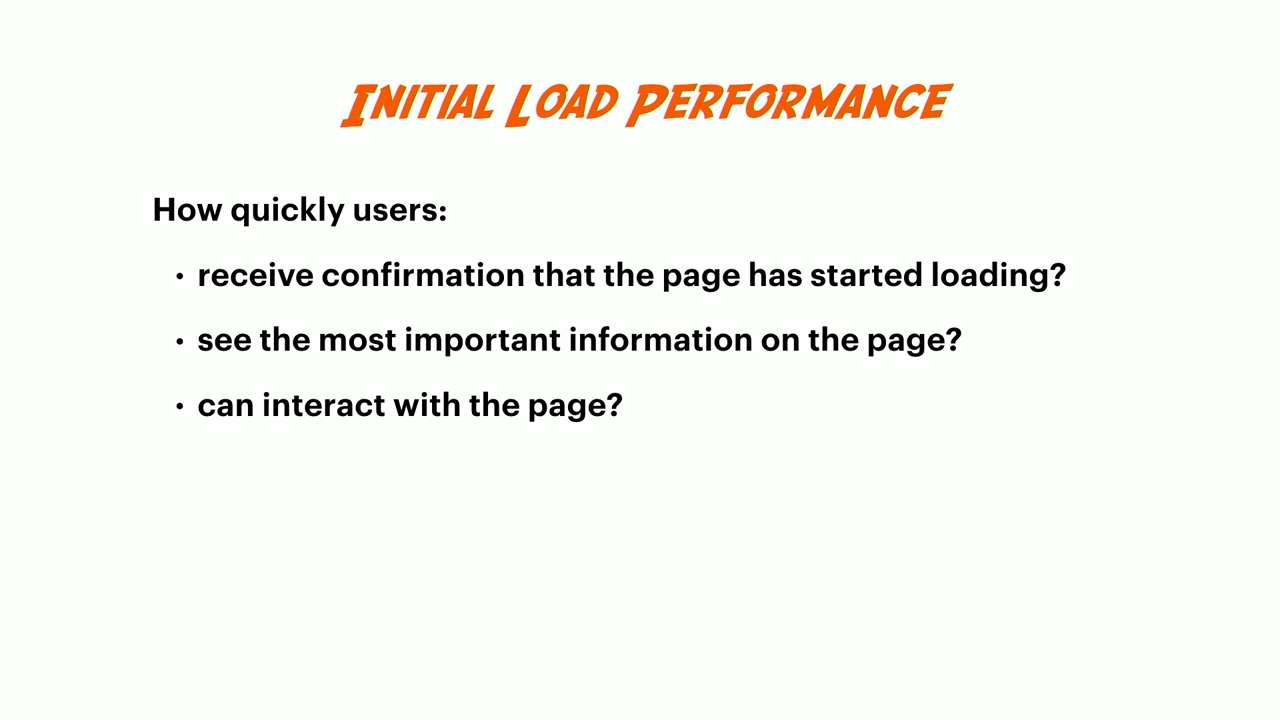 Initial Load Performance
How quickly users:
• receive confirmation that the page has started loading?
• see the most important information on the page?
• can interact with the page?